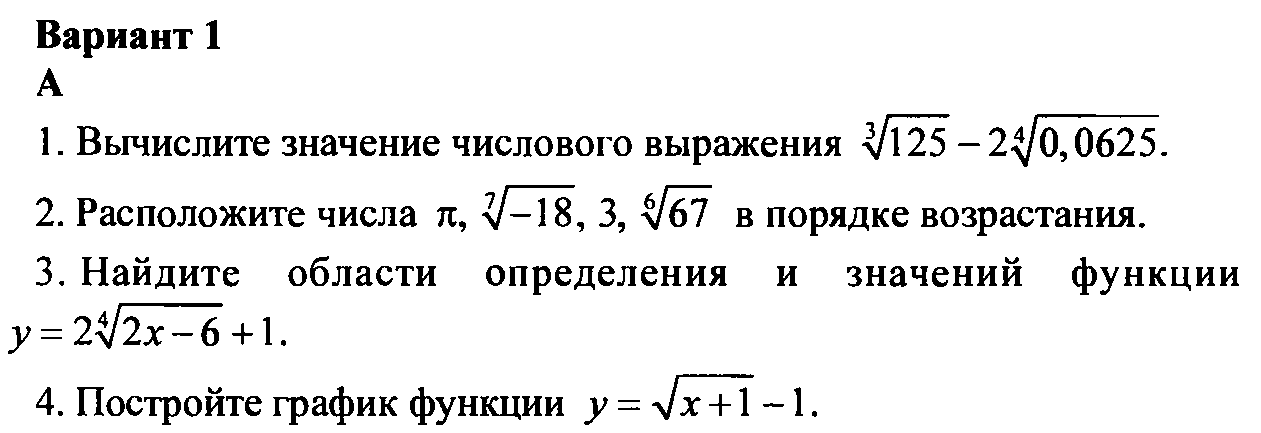 Вариант 1
А
1. Вычислите значение числового выражения ∛125 − 2∜0,0625.
2. Расположите числа π, ⁷√−18, 3, ⁶√67 в порядке возрастания.
3. Найдите области определения и значений функции
y = 2∜2x − 6 + 1.
4. Постройте график функции y = √x + 1 − 1.